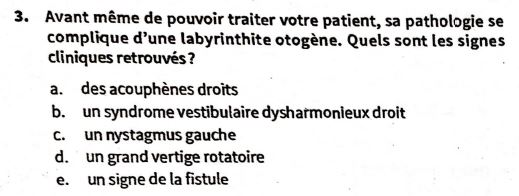 3. Avant même de pouvoir traiter votre patient, sa pathologie se
complique d'une labyrinthite otogène. Quels sont les signes
cliniques retrouvés ?
a. des acouphènes droits
b. un syndrome vestibulaire dysharmonieux droit
c. un nystagmus gauche
d. un grand vertige rotatoire
e. un signe de la fistule